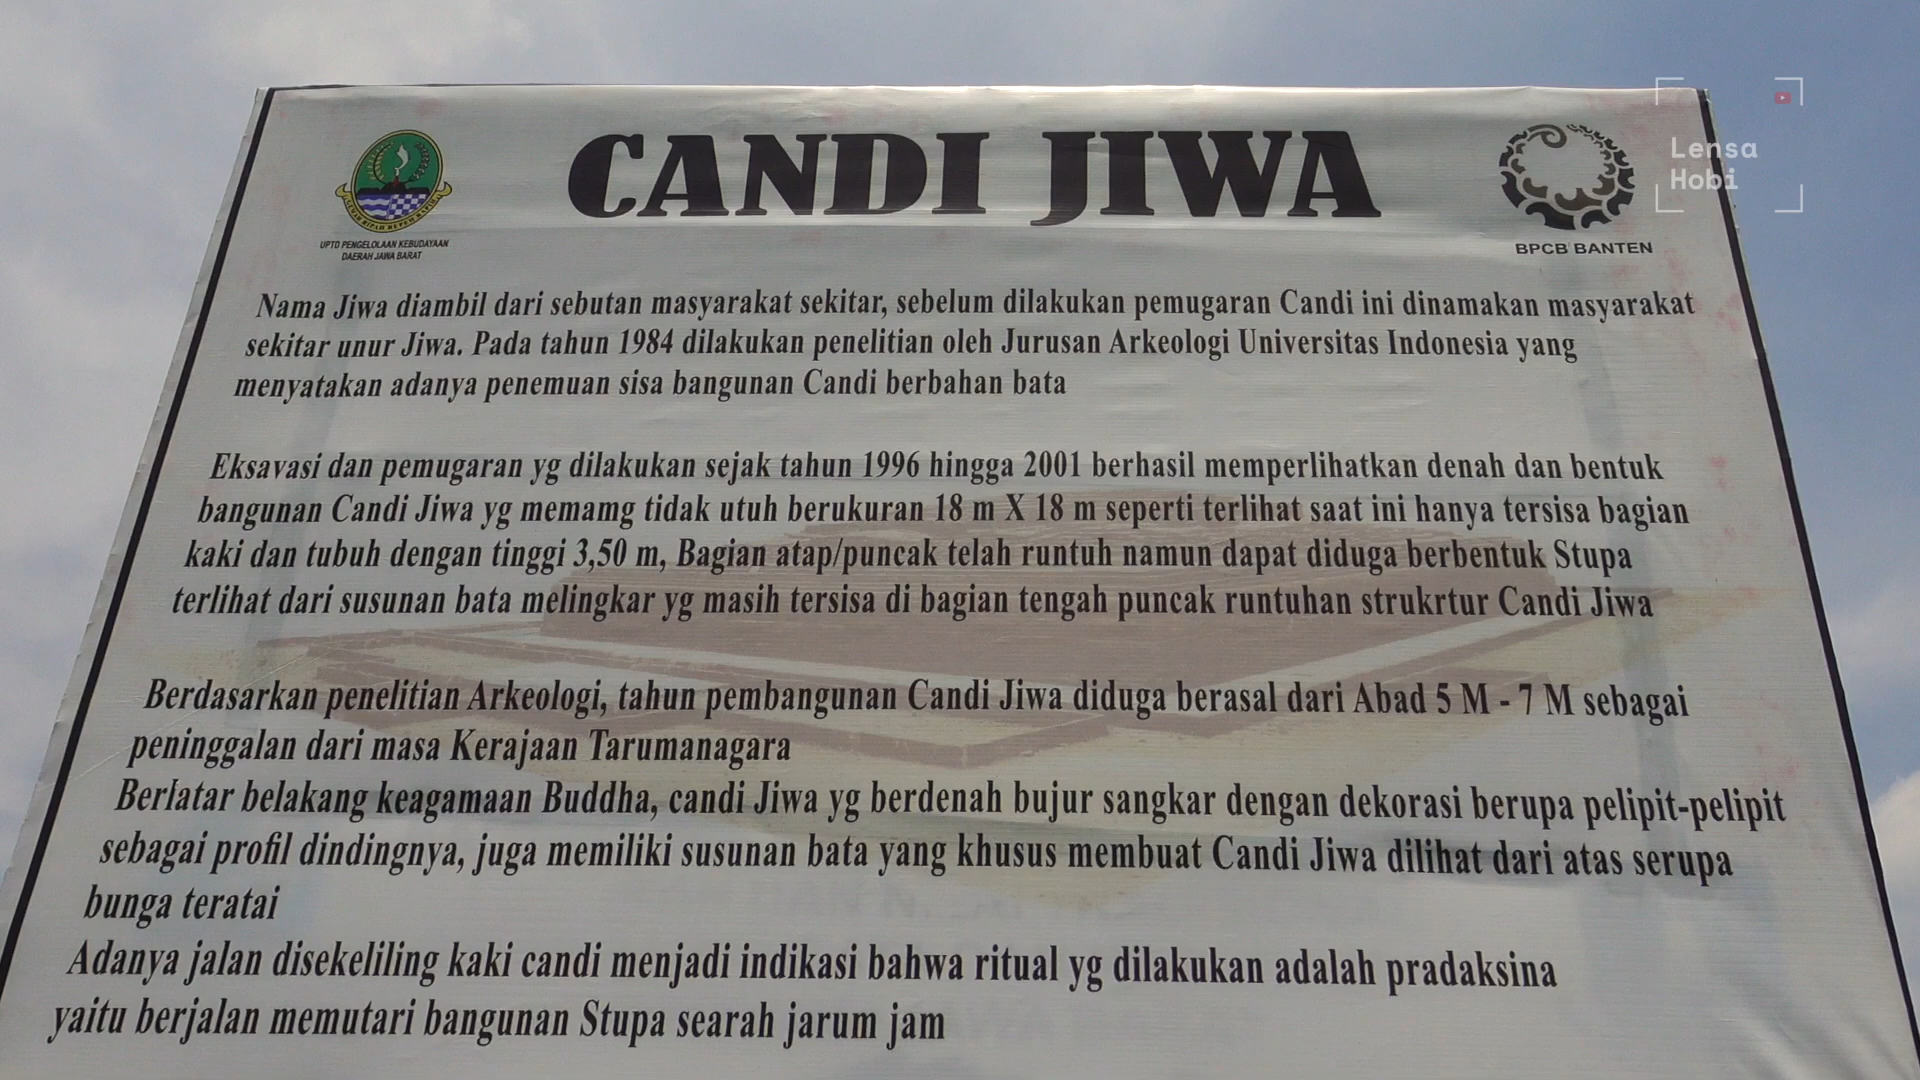 CANDI JIWA
UPTD PENGELOLAAN KEBUDAYAAN
DAERAH JAWA BARAT
BPCB BANTEN
Lensa
Hobi
Nama Jiwa diambil dari sebutan masyarakat sekitar, sebelum dilakukan pemugaran Candi ini dinamakan masyarakat
sekitar unur Jiwa. Pada tahun 1984 dilakukan penelitian oleh Jurusan Arkeologi Universitas Indonesia yang
menyatakan adanya penemuan sisa bangunan Candi berbahan bata
Eksavasi dan pemugaran yg dilakukan sejak tahun 1996 hingga 2001 berhasil memperlihatkan denah dan bentuk
bangunan Candi Jiwa yg memamg tidak utuh berukuran 18 m X 18 m seperti terlihat saat ini hanya tersisa bagian
kaki dan tubuh dengan tinggi 3,50 m, Bagian atap/puncak telah runtuh namun dapat diduga berbentuk Stupa
terlihat dari susunan bata melingkar yg masih tersisa di bagian tengah puncak runtuhan strukrtur Candi Jiwa
Berdasarkan penelitian Arkeologi, tahun pembangunan Candi Jiwa diduga berasal dari Abad 5 M - 7 M sebagai
peninggalan dari masa Kerajaan Tarumanagara
Berlatar belakang keagamaan Buddha, candi Jiwa yg berdenah bujur sangkar dengan dekorasi berupa pelipit-pelipit
sebagai profil dindingnya, juga memiliki susunan bata yang khusus membuat Candi Jiwa dilihat dari atas serupa
bunga teratai
Adanya jalan disekeliling kaki candi menjadi indikasi bahwa ritual yg dilakukan adalah pradaksina
yaitu berjalan memutari bangunan Stupa searah jarum jam